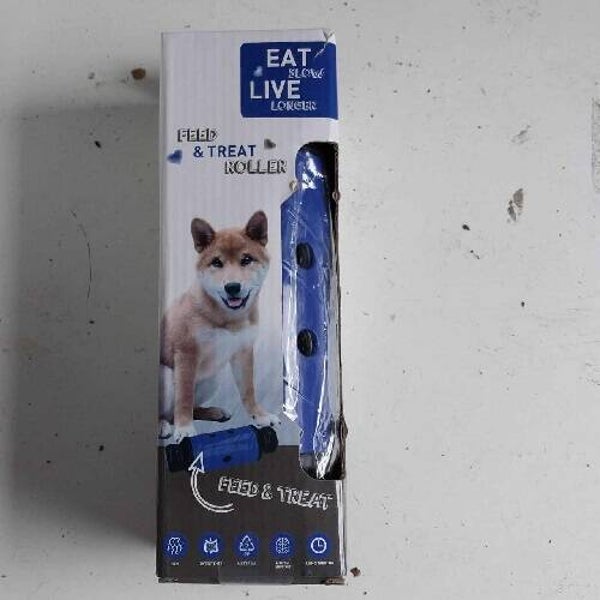 EAT
SLOW
LIVE
LONGER
FEED
& TREAT
ROLLER
FEED & TREAT